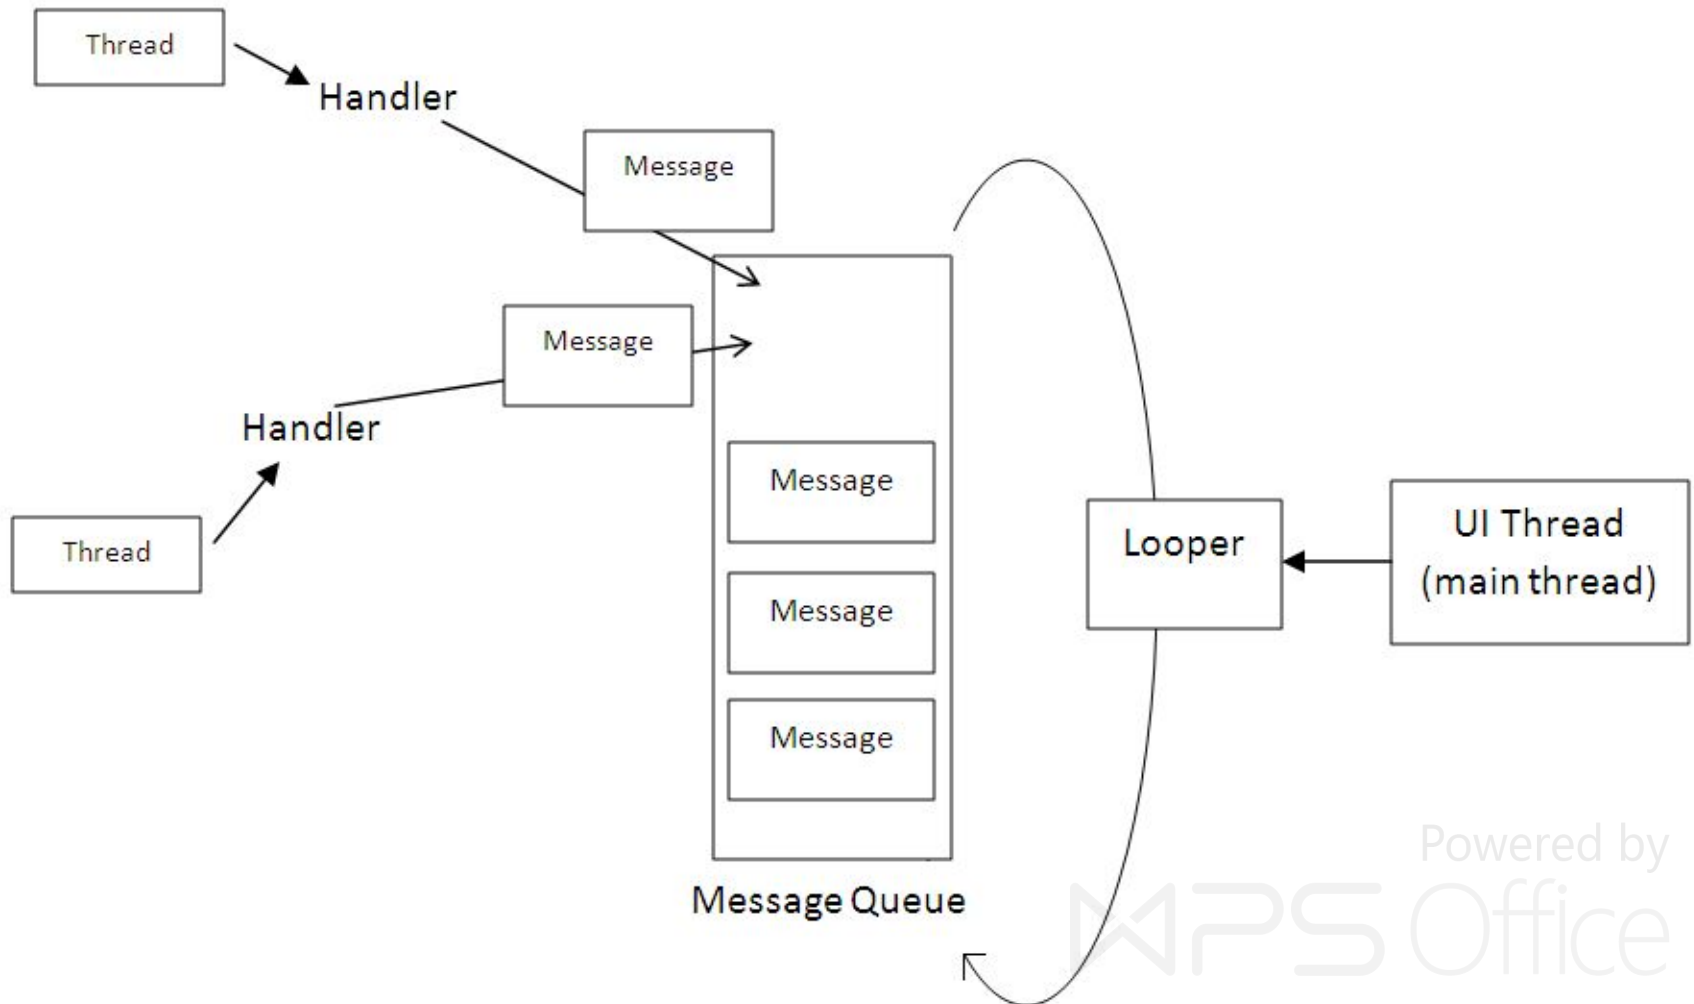 Thread
Handler
Message
Message
Handler
Thread
Message
Message
Message
Message Queue
Looper
UI Thread
(main thread)
Powered by
WPS Office